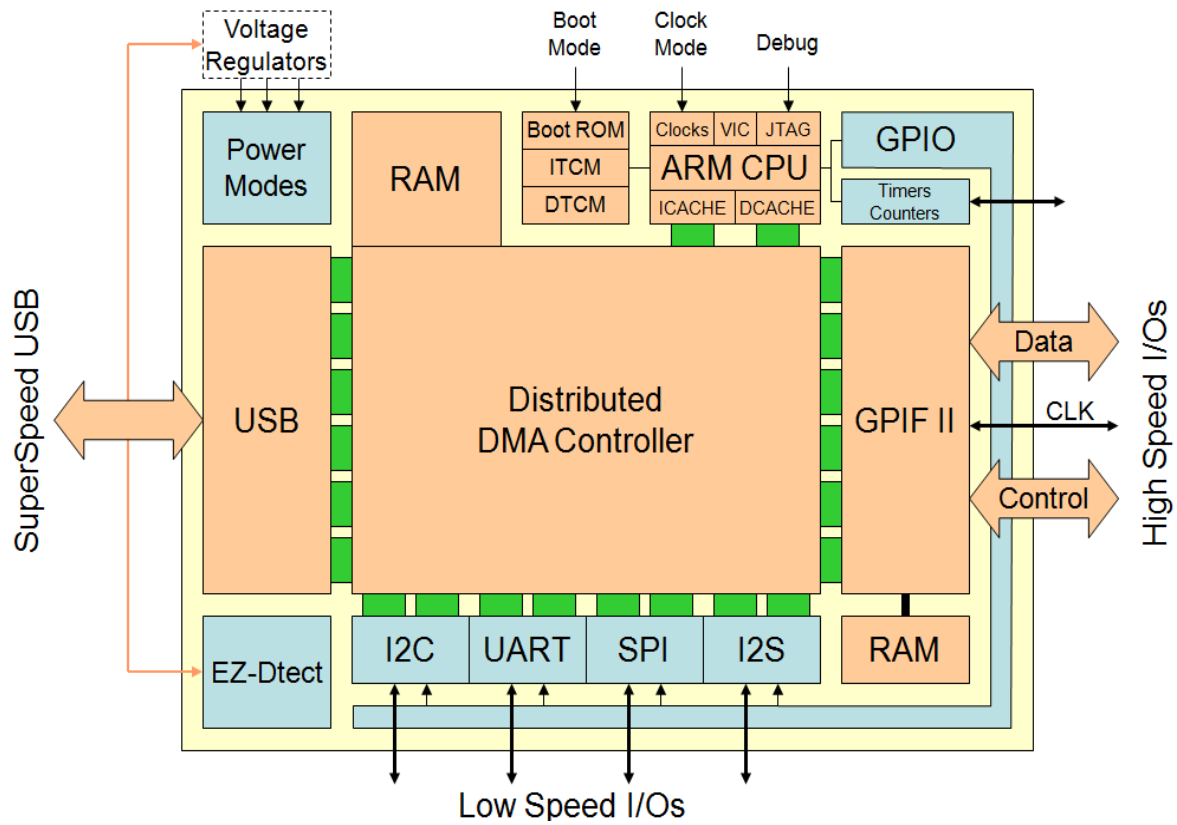 Voltage
Regulators
Boot
Mode
Clock
Mode
Debug
Power
Modes
RAM
Boot ROM
ITCM
DTCM
Clocks
VIC
JTAG
ARM CPU
ICACHE
DCACHE
GPIO
Timers
Counters
SuperSpeed USB
USB
Distributed
DMA Controller
GPIF II
Data
CLK
Control
High Speed I/Os
EZ-Dtect
I2C
UART
SPI
I2S
RAM
Low Speed I/Os